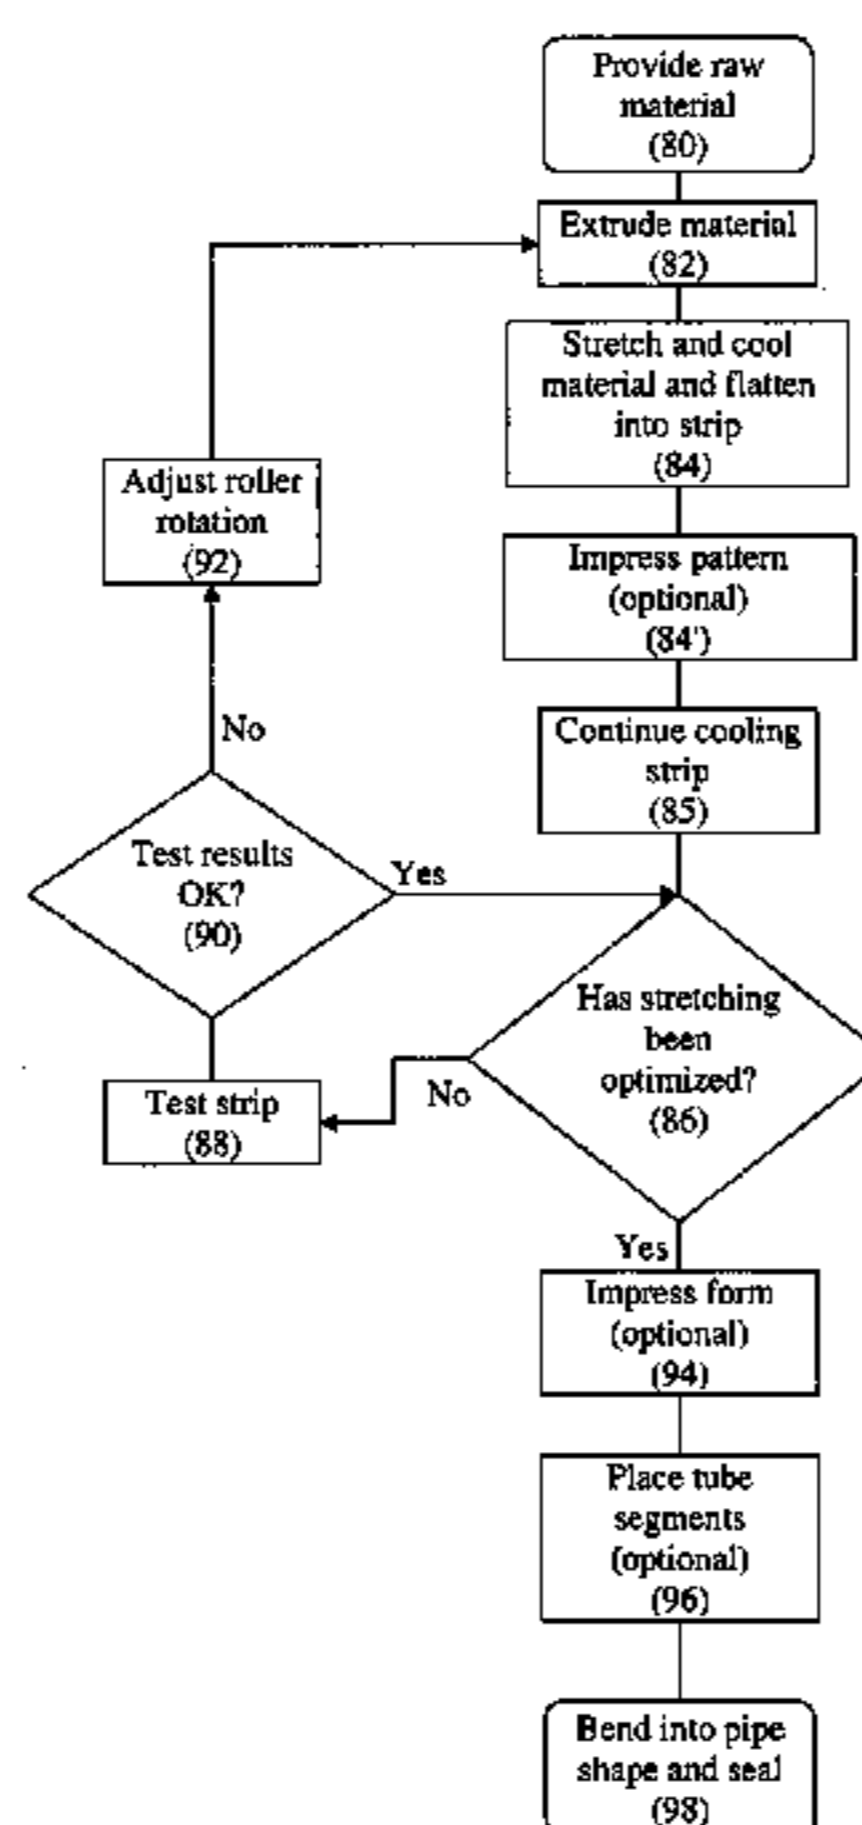 Provide raw
material
(80)
Extrude material
(82)
Stretch and cool
material and flatten
into strip
(84)
Adjust roller
rotation
(92)
Impress pattern
(optional)
(84')
No
Continue cooling
strip
(85)
Test results
OK?
(90)
Yes
Has stretching
been
optimized?
(86)
No
Test strip
(88)
Yes
Impress form
(optional)
(94)
Place tube
segments
(optional)
(96)
Bend into pipe
shape and seal
(98)